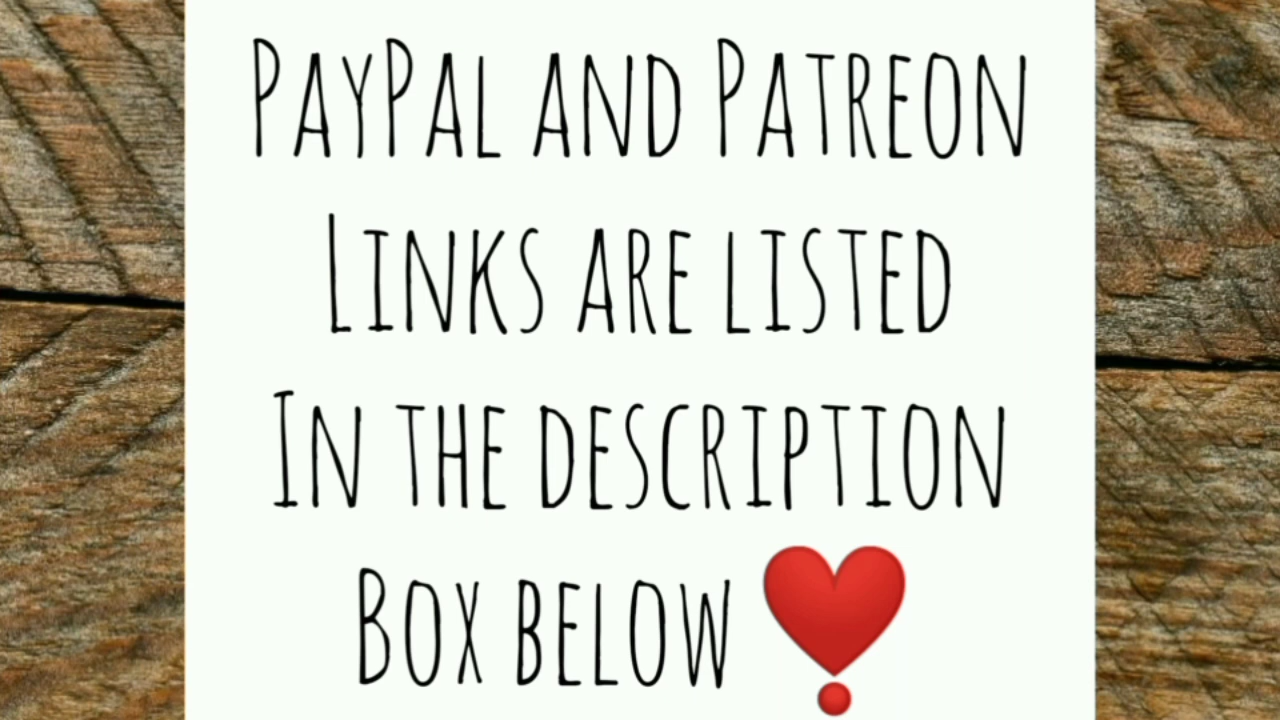 PayPal and Patreon
Links are listed
In the description
Box below ❣